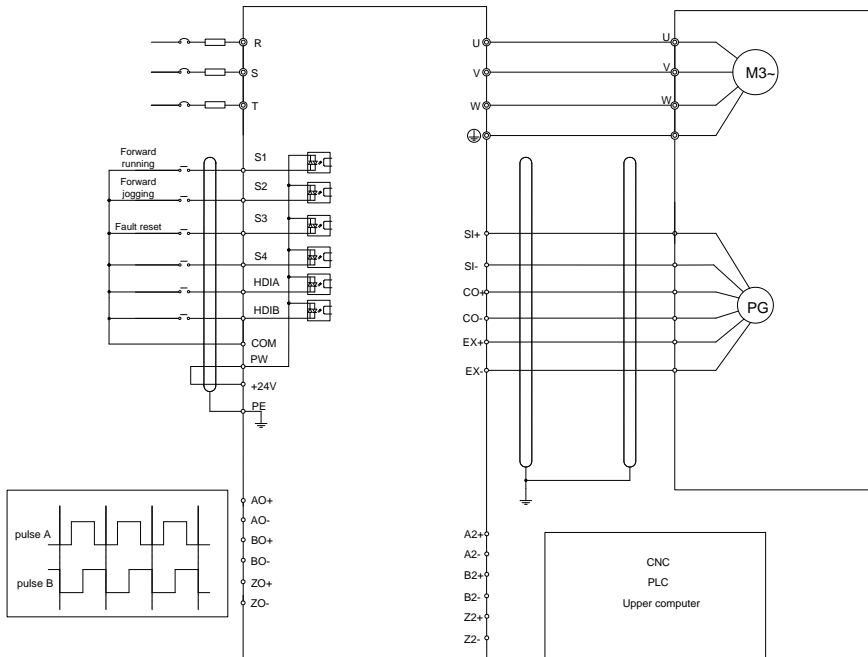 R
S
T
U
V
W
U
V
W
M3~
Forward
running
Forward
jogging
Fault reset
S1
S2
S3
S4
HDIA
HDIB
COM
PW
+24V
PE
SI+
SI-
CO+
CO-
EX+
EX-
PG
pulse A
pulse B
AO+
AO-
BO+
BO-
ZO+
ZO-
A2+
A2-
B2+
B2-
Z2+
Z2-
CNC
PLC
Upper computer